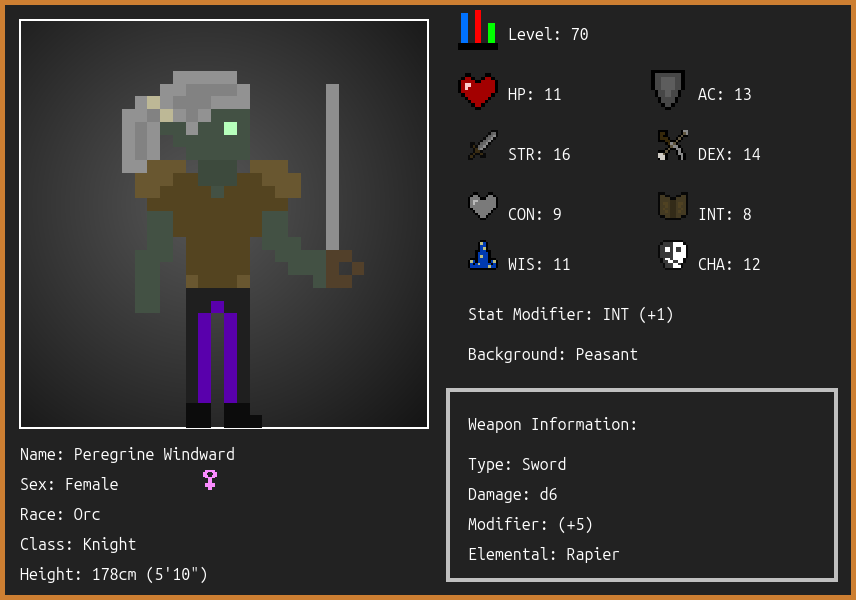 Level: 70
HP: 11
AC: 13
STR: 16
DEX: 14
CON: 9
INT: 8
WIS: 11
CHA: 12
Stat Modifier: INT (+1)
Background: Peasant
Weapon Information:
Type: Sword
Damage: d6
Modifier: (+5)
Elemental: Rapier
Name: Peregrine Windward
Sex: Female
Race: Orc
Class: Knight
Height: 178cm (5'10")